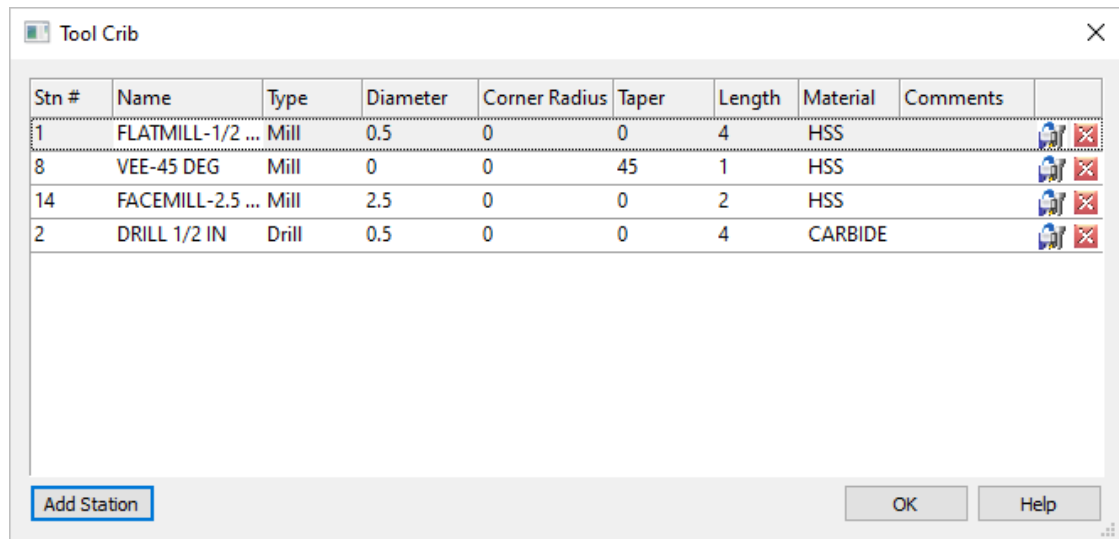 Tool Crib
Stn # Name Type Diameter Corner Radius Taper Length Material Comments
1 FLATMILL-1/2 ... Mill 0.5 0 0 4 HSS
8 VEE-45 DEG Mill 0 0 45 1 HSS
14 FACEMILL-2.5 ... Mill 2.5 0 0 2 HSS
2 DRILL 1/2 IN Drill 0.5 0 0 4 CARBIDE
Add Station OK Help